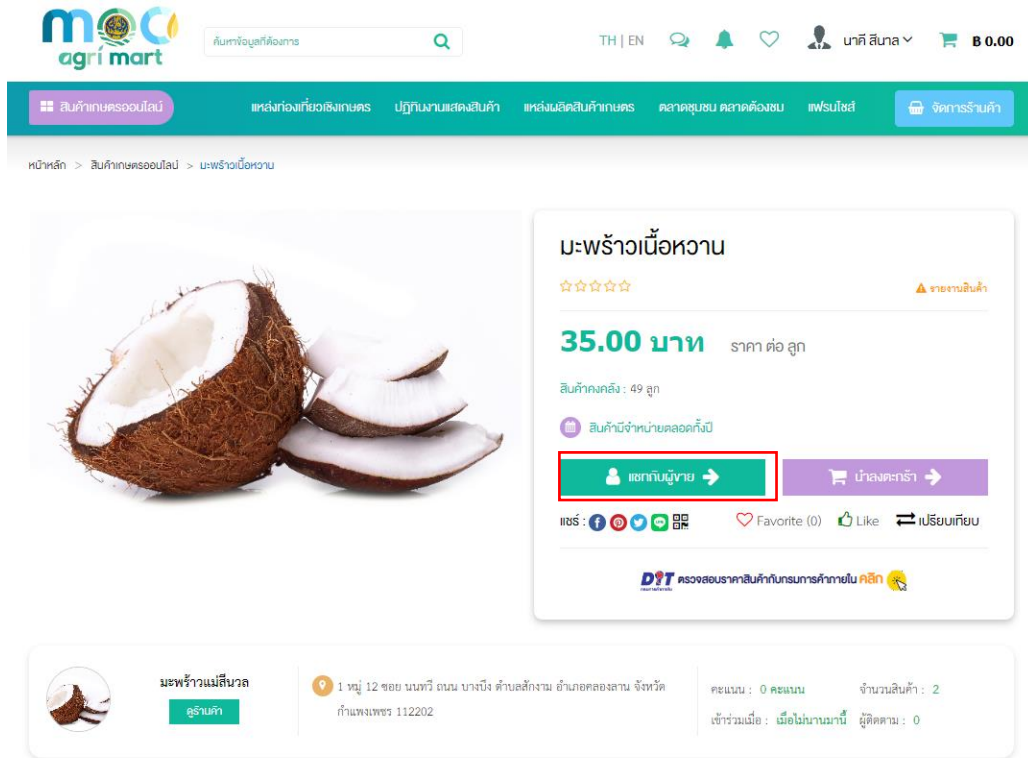 moc
agri mart
ค้นหาข้อมูลที่ต้องการ
TH | EN
นาคี สีนาล
฿ 0.00
สินค้าเกษตรออนไลน์
แหล่งท่องเที่ยวเชิงเกษตร ปฏิทินงานแสดงสินค้า แหล่งผลิตสินค้าเกษตร ตลาดชุมชน ตลาดต้องชม แฟรนไชส์
จัดการร้านค้า
หน้าหลัก > สินค้าเกษตรออนไลน์ > มะพร้าวเนื้อหวาน
มะพร้าวเนื้อหวาน
รายงานสินค้า
35.00 บาท ราคา ต่อ ลูก
สินค้าคงคลัง : 49 ลูก
สินค้ามีจำหน่ายตลอดทั้งปี
แชทกับผู้ขาย
นำลงตะกร้า
แชร์ : Favorite (0) Like เปรียบเทียบ
DIT ตรวจสอบราคาสินค้ากับกรมการค้าภายใน คลิก
มะพร้าวแม่สีนวล
ดูร้านค้า
1 หมู่ 12 ซอย นนทวี ถนน บางบึง ตำบลสักงาม อำเภอคลองลาน จังหวัด
กำแพงเพชร 112202
คะแนน : 0 คะแนน จำนวนสินค้า : 2
เข้าร่วมเมื่อ : เมื่อไม่นานมานี้ ผู้ติดตาม : 0